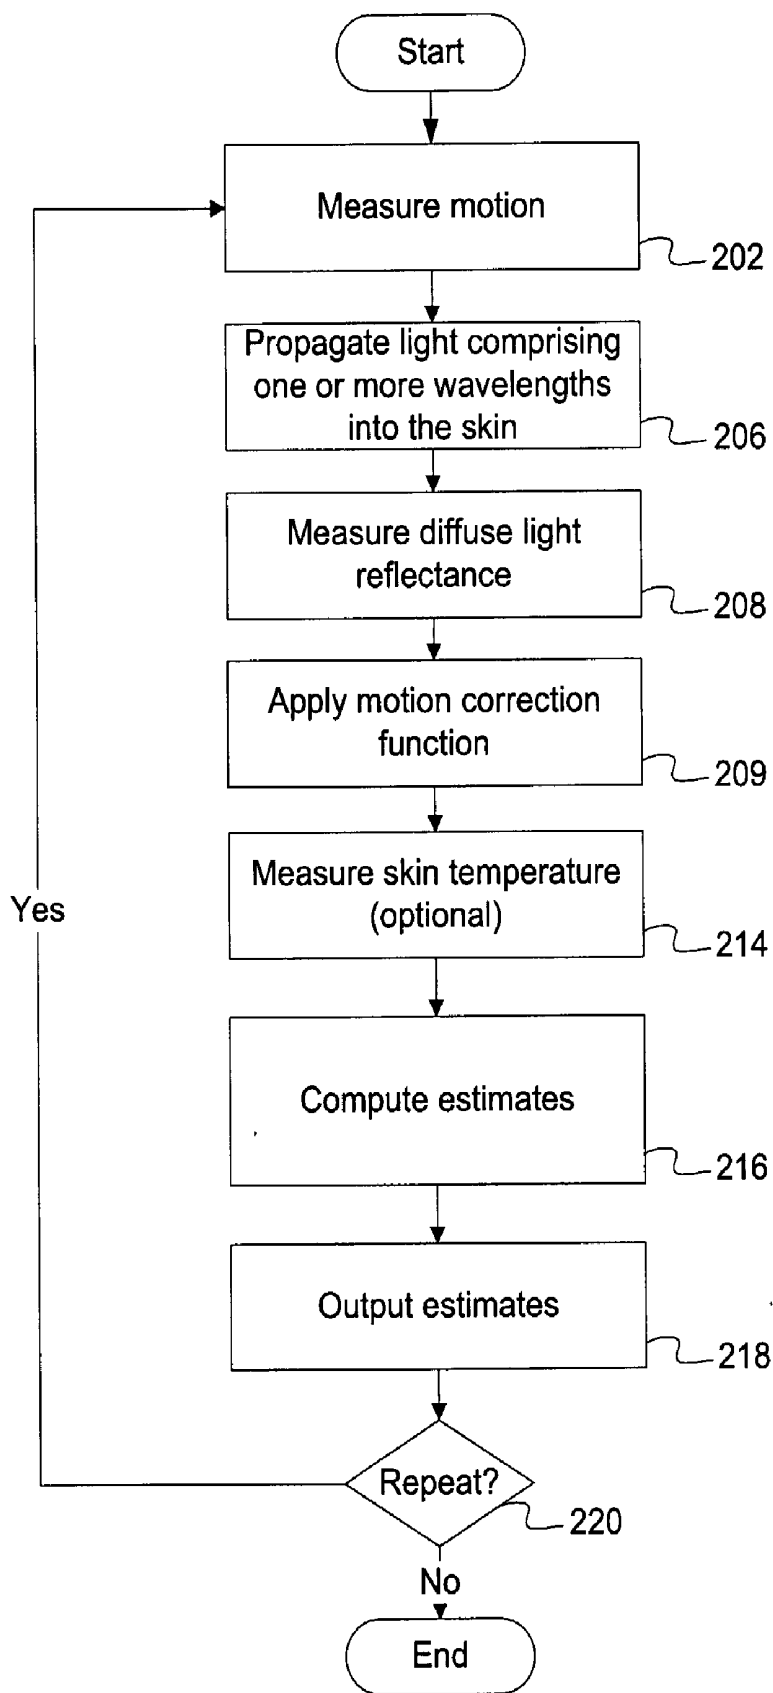 Start
Measure motion
202
Propagate light comprising
one or more wavelengths
into the skin
206
Measure diffuse light
reflectance
208
Apply motion correction
function
209
Measure skin temperature
(optional)
214
Yes
Compute estimates
216
Output estimates
218
Repeat?
220
No
End